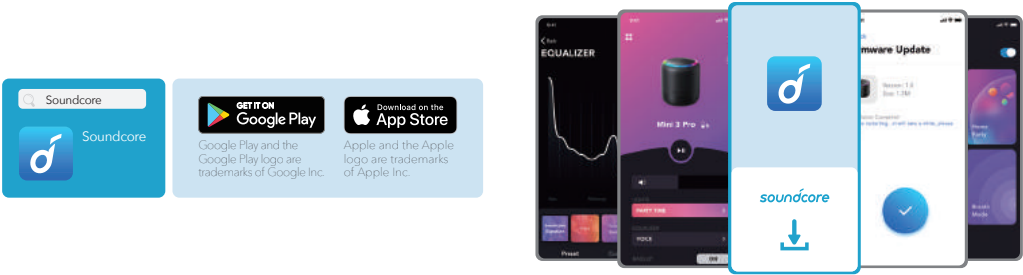 Soundcore
Soundcore
GET IT ON
Google Play
Google Play and the
Google Play logo are
trademarks of Google Inc.
Download on the
App Store
Apple and the Apple
logo are trademarks
of Apple Inc.
Back
EQUALIZER
Preset
Mini 3 Pro
PARTY TIME
VOICE
soundcore
mware Update